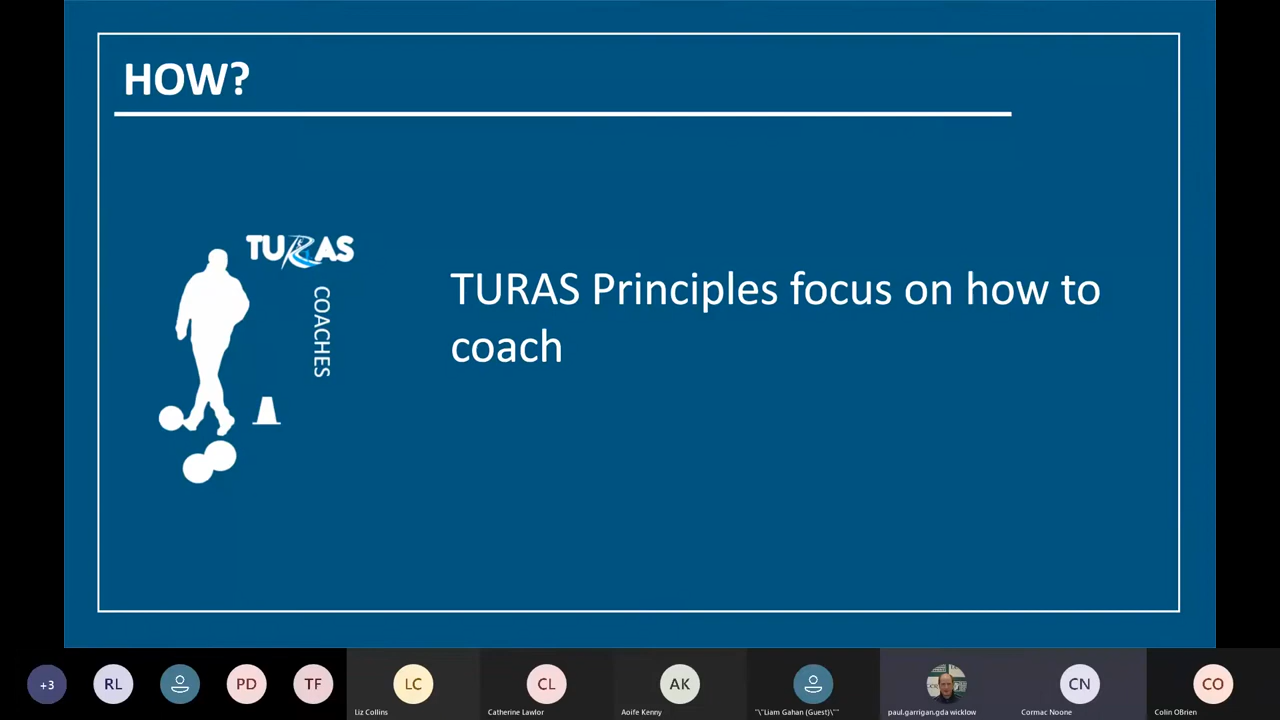 HOW?
TURAS
COACHES
TURAS Principles focus on how to
coach
+3
RL
PD
TF
LC
CL
AK
CN
CO
Liz Collins
Catherine Lawlor
Aoife Kenny
"\"Liam Gahan (Guest)\""
paul.garrigan.gda wicklow
Cormac Noone
Colin OBrien